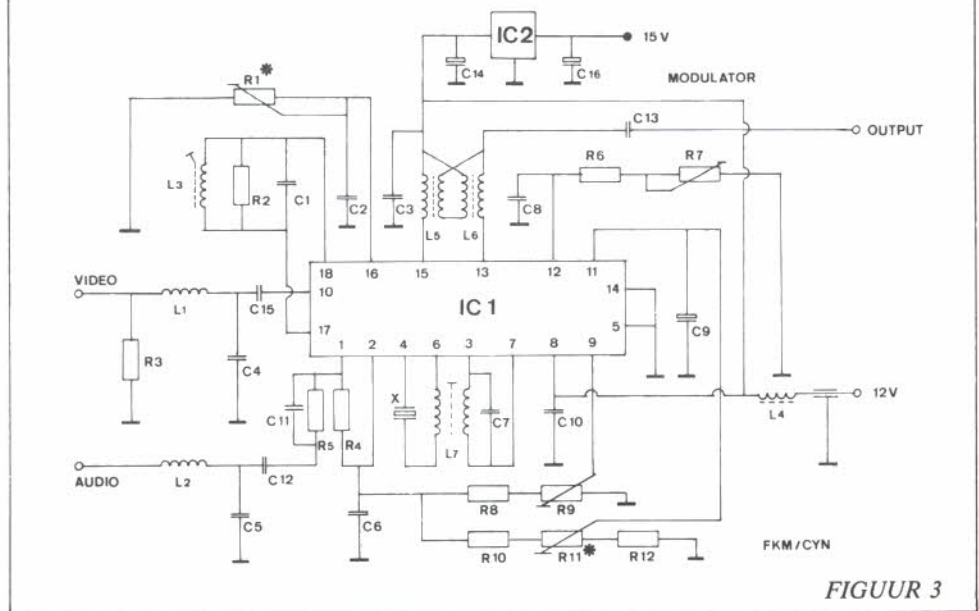 IC2
15 V
C14
C16
MODULATOR
R1*
C13
OUTPUT
L3
R2
C1
C2
C3
L5
L6
C8
R6
R7
18
16
15
13
12
11
VIDEO
10
14
L1
C15
IC1
C9
17
5
R3
C4
1
2
4
6
3
7
8
9
X
C11
R5
R4
L7
C7
C10
L4
12V
AUDIO
L2
C12
R8
R9
C5
C6
R10
R11*
R12
FKM/CYN
FIGUUR 3